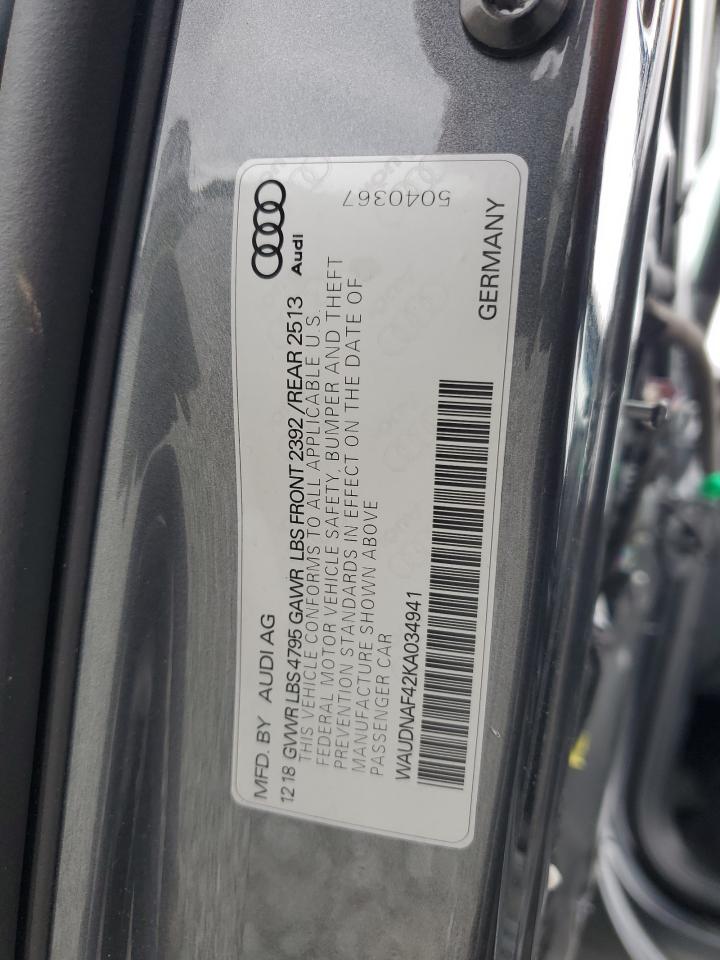 MFD. BY AUDI AG
Audi
12 18 GVWR LBS 4795 GAWR LBS FRONT 2392 /REAR 2513
THIS VEHICLE CONFORMS TO ALL APPLICABLE U.S.
FEDERAL MOTOR VEHICLE SAFETY, BUMPER AND THEFT
PREVENTION STANDARDS IN EFFECT ON THE DATE OF
MANUFACTURE SHOWN ABOVE
PASSENGER CAR
5040367
WAUDNAF42KA034941
GERMANY